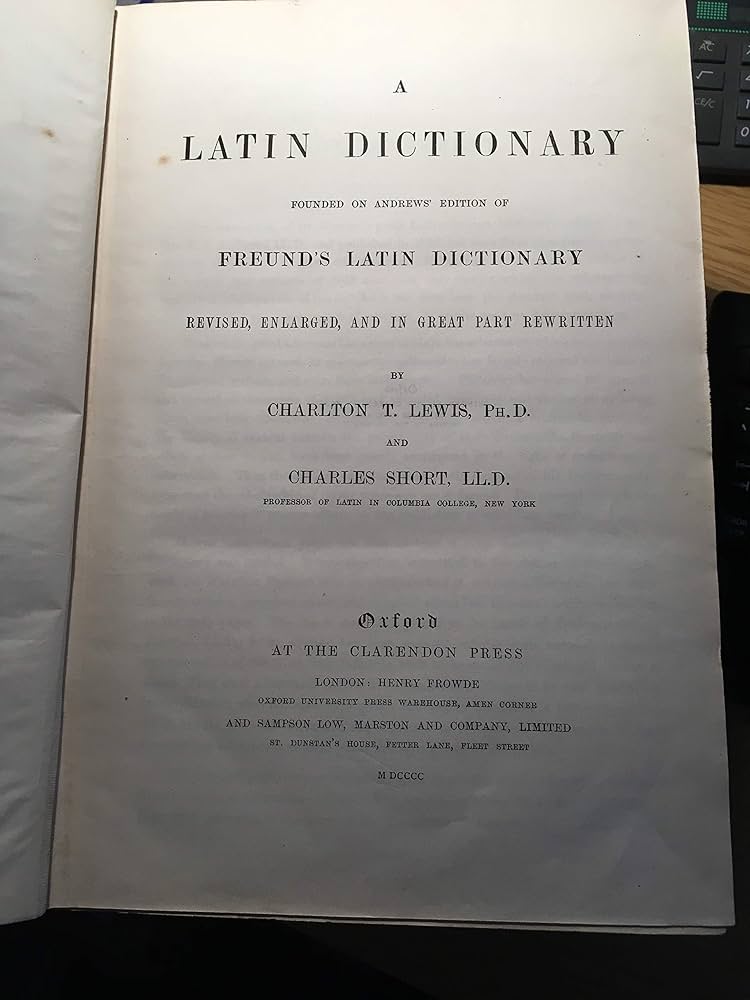 A
LATIN DICTIONARY
FOUNDED ON ANDREWS' EDITION OF
FREUND'S LATIN DICTIONARY
REVISED, ENLARGED, AND IN GREAT PART REWRITTEN
BY
CHARLTON T. LEWIS, PH.D.
AND
CHARLES SHORT, LL.D.
PROFESSOR OF LATIN IN COLUMBIA COLLEGE, NEW YORK
Oxford
AT THE CLARENDON PRESS
LONDON: HENRY FROWDE
OXFORD UNIVERSITY PRESS WAREHOUSE, AMEN CORNER
AND SAMPSON LOW, MARSTON AND COMPANY, LIMITED
ST. DUNSTAN'S HOUSE, FETTER LANE, FLEET STREET
M DCCCC
AC
√
CE/C